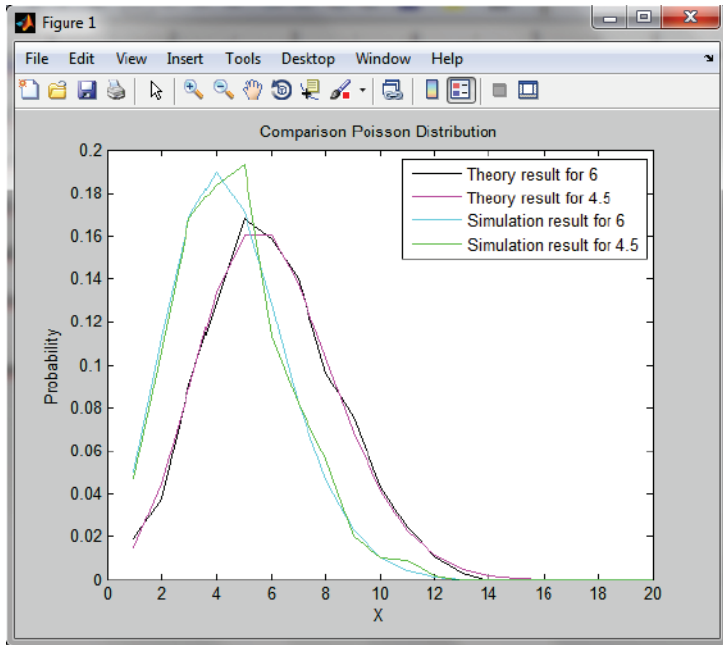 Figure 1
File Edit View Insert Tools Desktop Window Help
Comparison Poisson Distribution
Theory result for 6
Theory result for 4.5
Simulation result for 6
Simulation result for 4.5
Probability
0.2
0.18
0.16
0.14
0.12
0.1
0.08
0.06
0.04
0.02
0
0 2 4 6 8 10 12 14 16 18 20
X